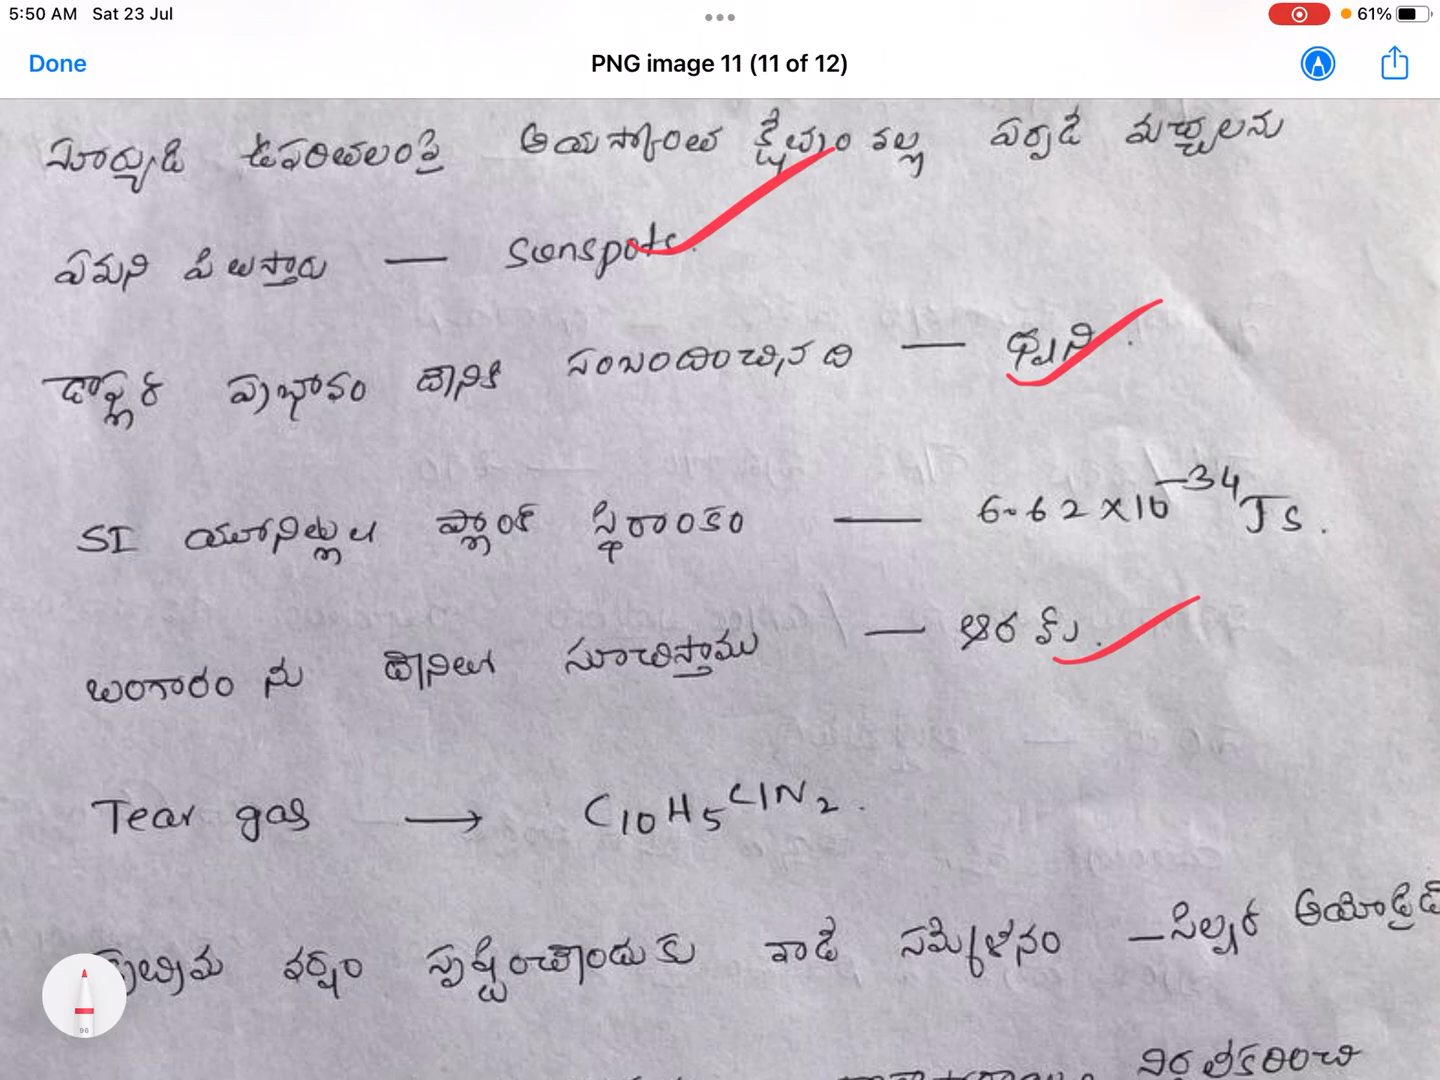 5:50 AM Sat 23 Jul
61%
Done
PNG image 11 (11 of 12)
సూర్యుడి ఉపరితలంపై అయస్కాంత క్షేత్రం వల్ల ఏర్పడే మచ్చలను
ఏమని పిలుస్తారు — Sunspots.
డాప్లర్ ప్రభావం దానికి సంబందించినది — ధ్వని.
SI యూనిట్లుల ప్లాంక్ స్థిరాంకం — 6.62 × 10⁻³⁴ Js.
బంగారం ను దానిలు సూచిస్తాము — ఆరమ్.
Tear gas → C₁₀H₅ClN₂.
వర్షం సృష్టించాండుకు వాడే సమ్మేళనం — సిల్వర్ అయోడైడ్